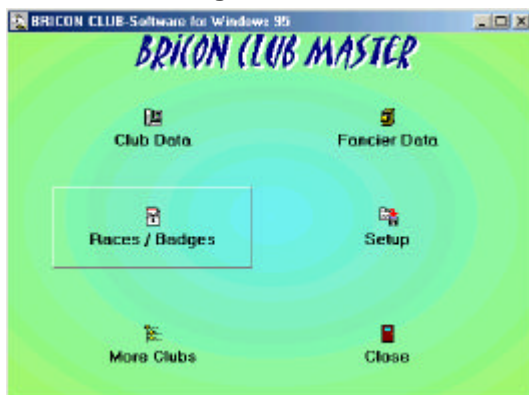 BRICON CLUB-Software for Windows 95
BRICON CLUB MASTER
Club Data
Fancier Data
Races / Badges
Setup
More Clubs
Close